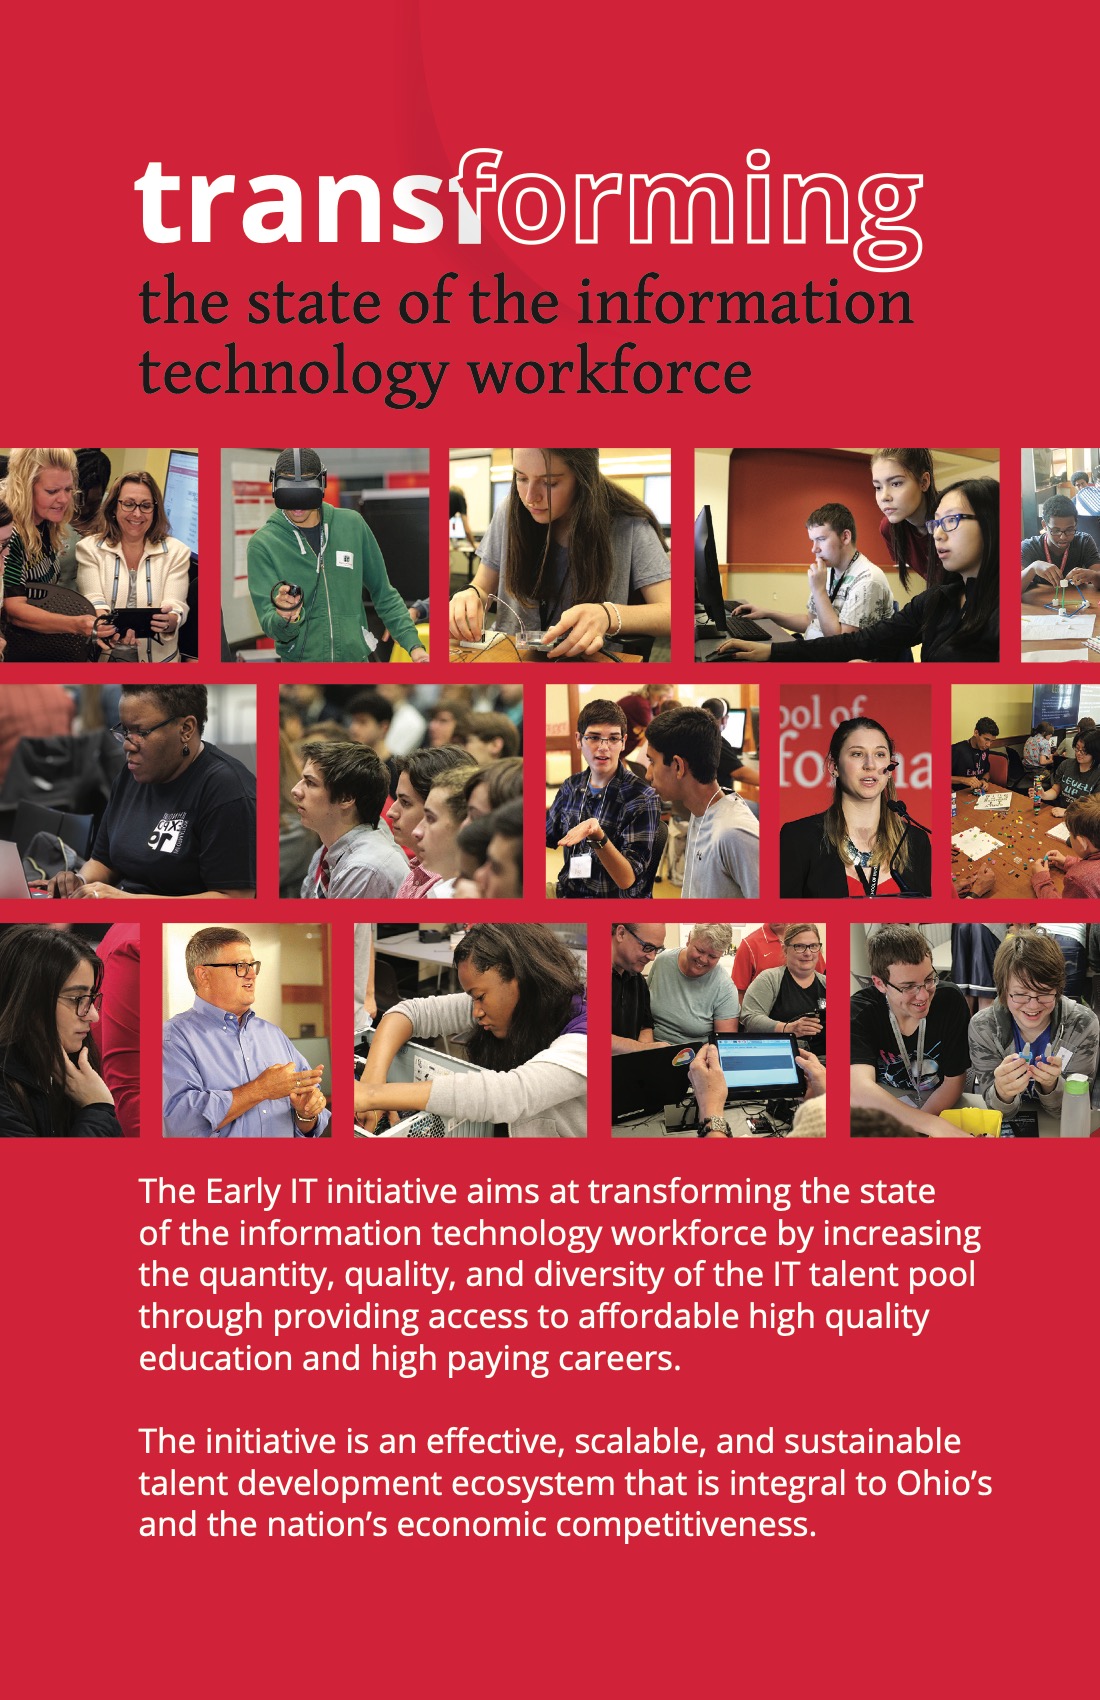 transforming
the state of the information
technology workforce
ool of
forma
The Early IT initiative aims at transforming the state
of the information technology workforce by increasing
the quantity, quality, and diversity of the IT talent pool
through providing access to affordable high quality
education and high paying careers.
The initiative is an effective, scalable, and sustainable
talent development ecosystem that is integral to Ohio’s
and the nation’s economic competitiveness.